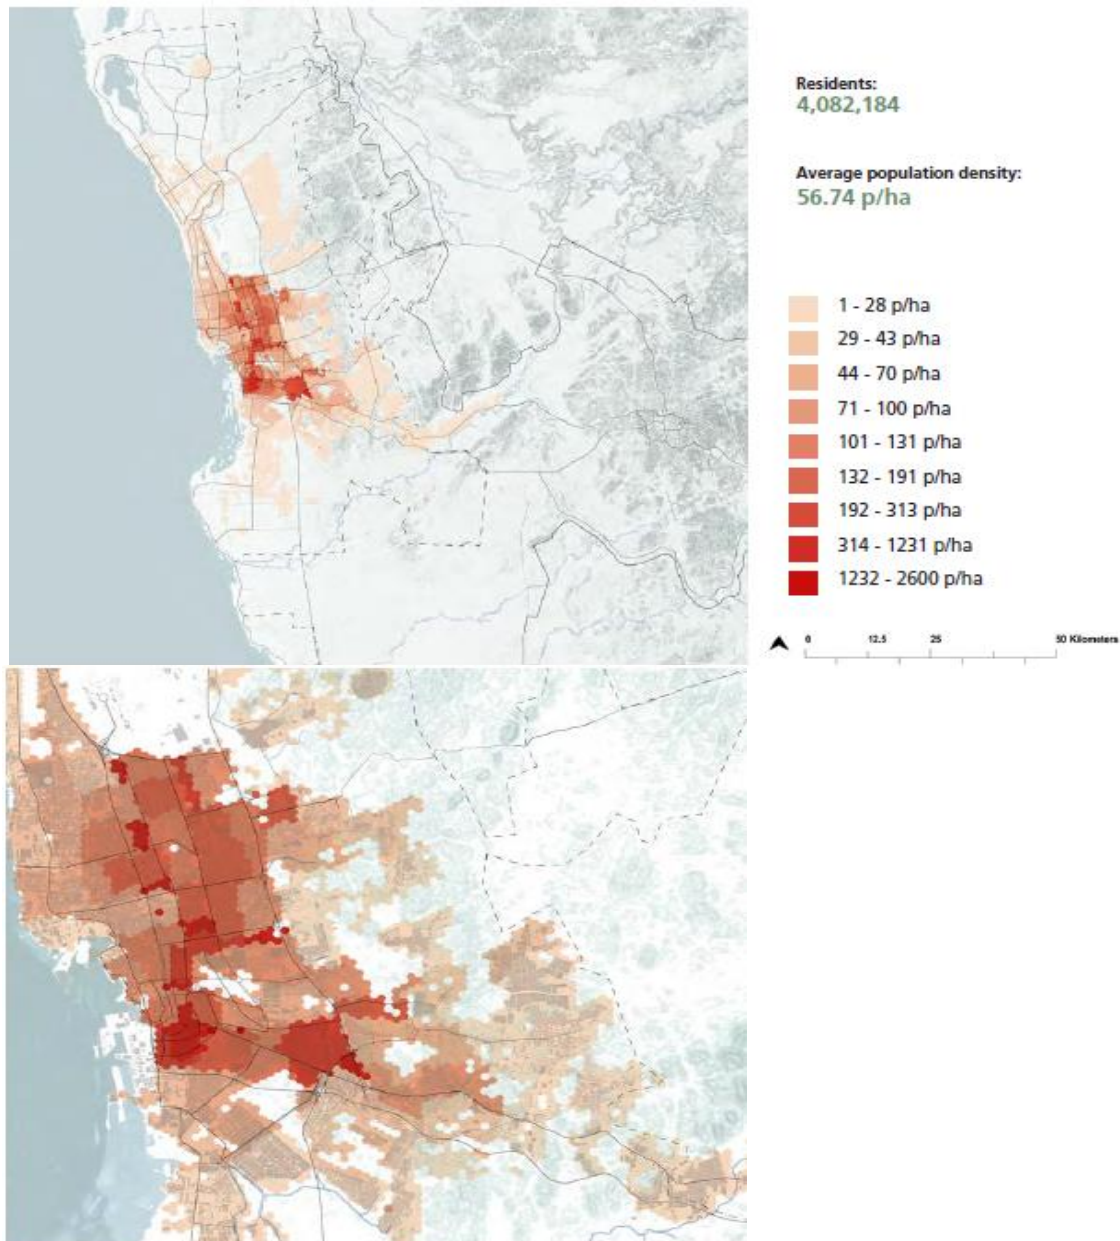 Residents:
4,082,184
Average population density:
56.74 p/ha
1 - 28 p/ha
29 - 43 p/ha
44 - 70 p/ha
71 - 100 p/ha
101 - 131 p/ha
132 - 191 p/ha
192 - 313 p/ha
314 - 1231 p/ha
1232 - 2600 p/ha
0 12.5 25 50 Kilometers